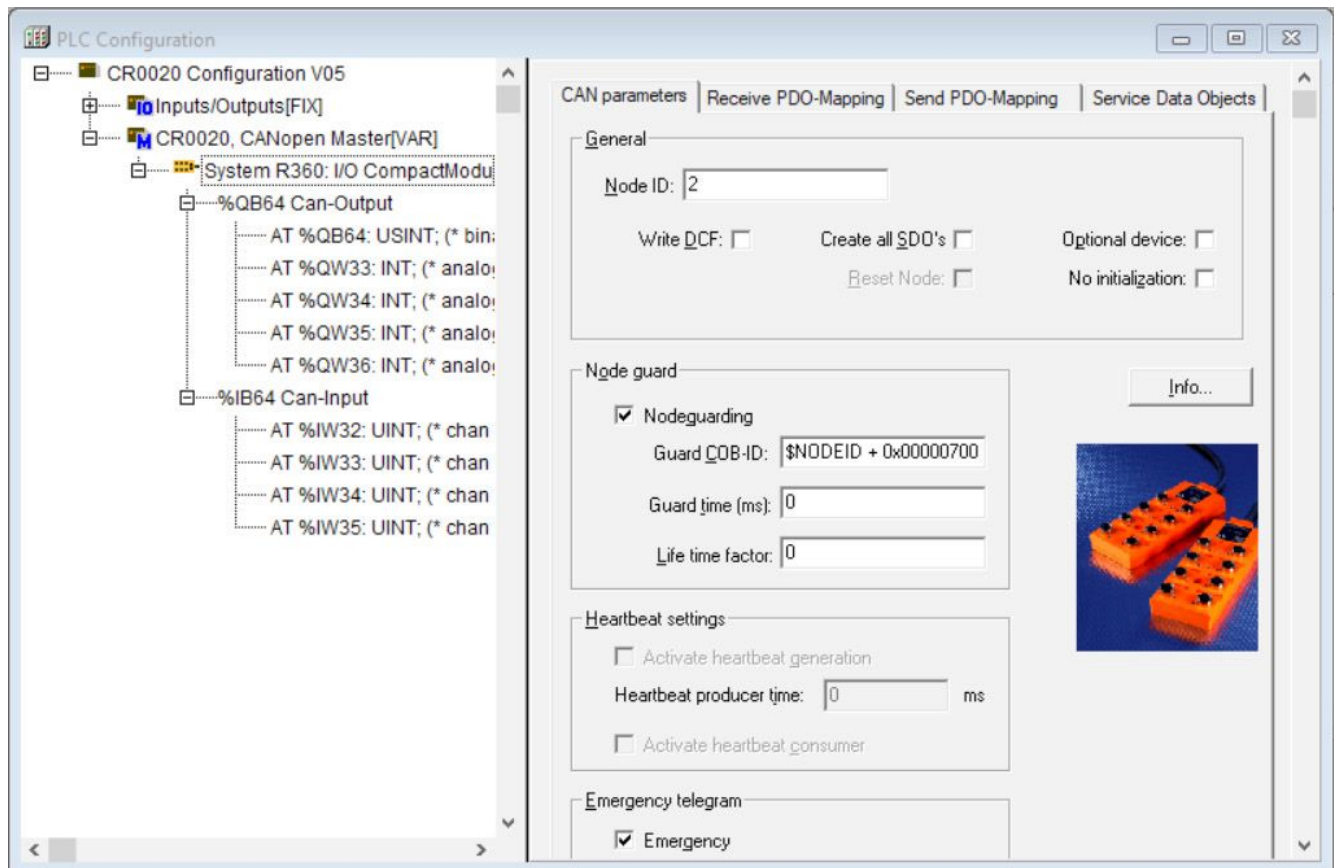 PLC Configuration
CR0020 Configuration V05
IO Inputs/Outputs[FIX]
M CR0020, CANopen Master[VAR]
System R360: I/O CompactModu
%QB64 Can-Output
AT %QB64: USINT; (* bina
AT %QW33: INT; (* analo
AT %QW34: INT; (* analo
AT %QW35: INT; (* analo
AT %QW36: INT; (* analo
%IB64 Can-Input
AT %IW32: UINT; (* chan
AT %IW33: UINT; (* chan
AT %IW34: UINT; (* chan
AT %IW35: UINT; (* chan
CAN parameters Receive PDO-Mapping Send PDO-Mapping Service Data Objects
General
Node ID: 2
Write DCF: Create all SDO's Optional device:
Reset Node: No initialization:
Node guard
Info...
Nodeguarding
Guard COB-ID: $NODEID + 0x00000700
Guard time (ms): 0
Life time factor: 0
Heartbeat settings
Activate heartbeat generation
Heartbeat producer time: 0 ms
Activate heartbeat consumer
Emergency telegram
Emergency